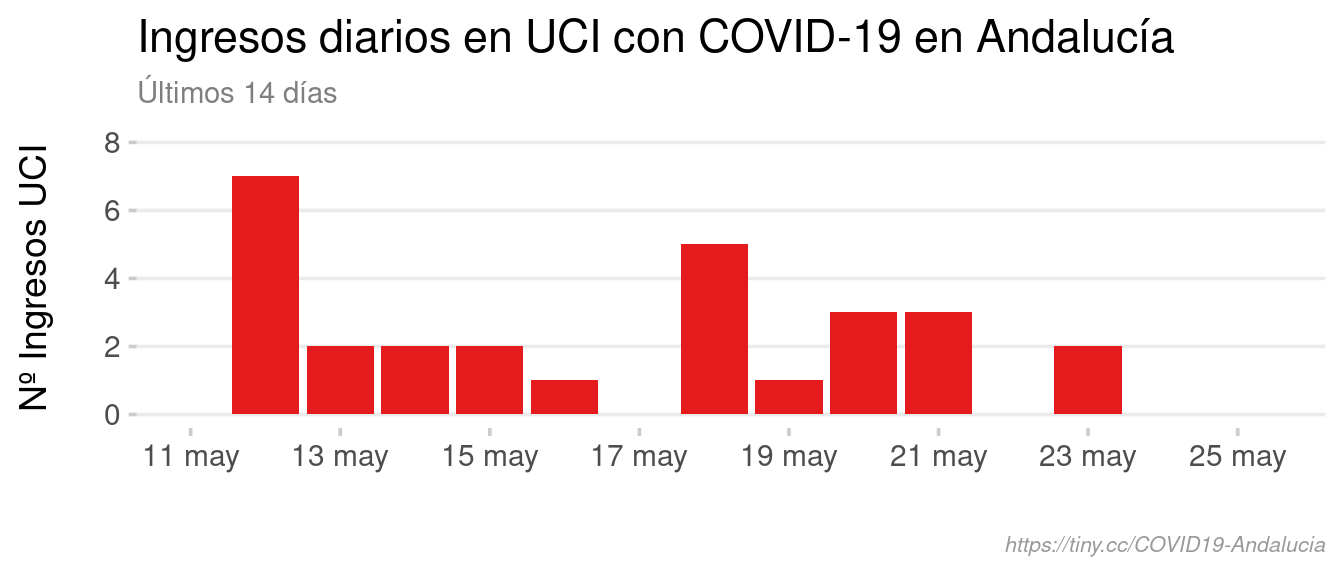 Ingresos diarios en UCI con COVID-19 en Andalucía
Últimos 14 días
Nº Ingresos UCI
8
6
4
2
0
11 may 13 may 15 may 17 may 19 may 21 may 23 may 25 may
https://tiny.cc/COVID19-Andalucia